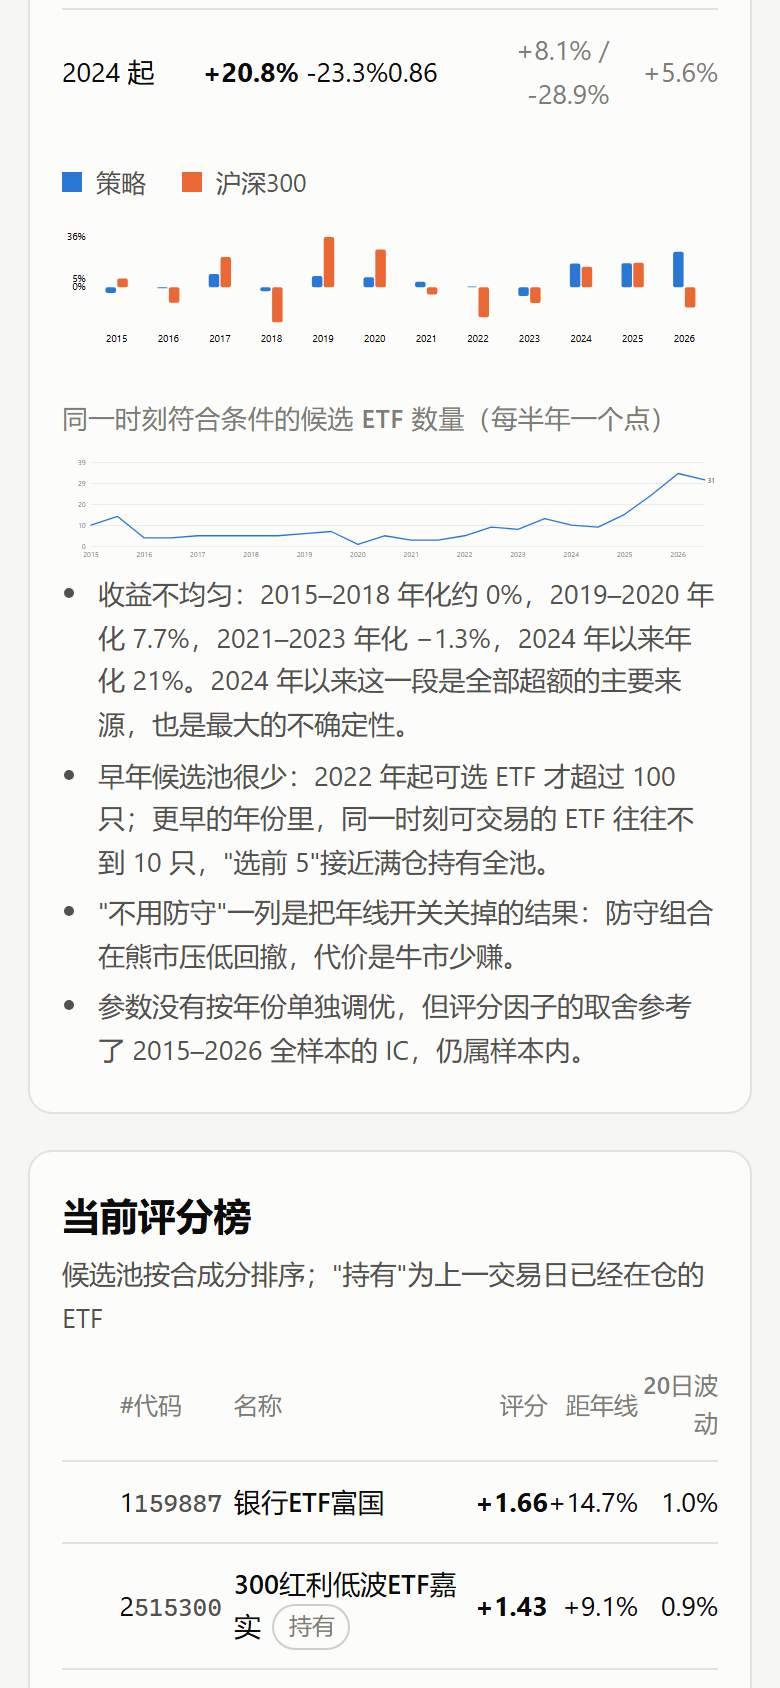 2024 起 +20.8% -23.3%0.86 +8.1% / -28.9% +5.6%
策略 沪深300
36%
5%
0%
2015 2016 2017 2018 2019 2020 2021 2022 2023 2024 2025 2026
同一时刻符合条件的候选 ETF 数量（每半年一个点）
39
29
20
10
0
31
2015 2016 2017 2018 2019 2020 2021 2022 2023 2024 2025 2026
• 收益不均匀：2015–2018 年化约 0%，2019–2020 年
化 7.7%，2021–2023 年化 −1.3%，2024 年以来年
化 21%。2024 年以来这一段是全部超额的主要来
源，也是最大的不确定性。
• 早年候选池很少：2022 年起可选 ETF 才超过 100
只；更早的年份里，同一时刻可交易的 ETF 往往不
到 10 只，"选前 5"接近满仓持有全池。
• "不用防守"一列是把年线开关关掉的结果：防守组合
在熊市压低回撤，代价是牛市少赚。
• 参数没有按年份单独调优，但评分因子的取舍参考
了 2015–2026 全样本的 IC，仍属样本内。
当前评分榜
候选池按合成分排序；"持有"为上一交易日已经在仓的
ETF
#代码 名称 评分 距年线 20日波动
1159887 银行ETF富国 +1.66+14.7% 1.0%
2515300 300红利低波ETF嘉实 持有 +1.43 +9.1% 0.9%